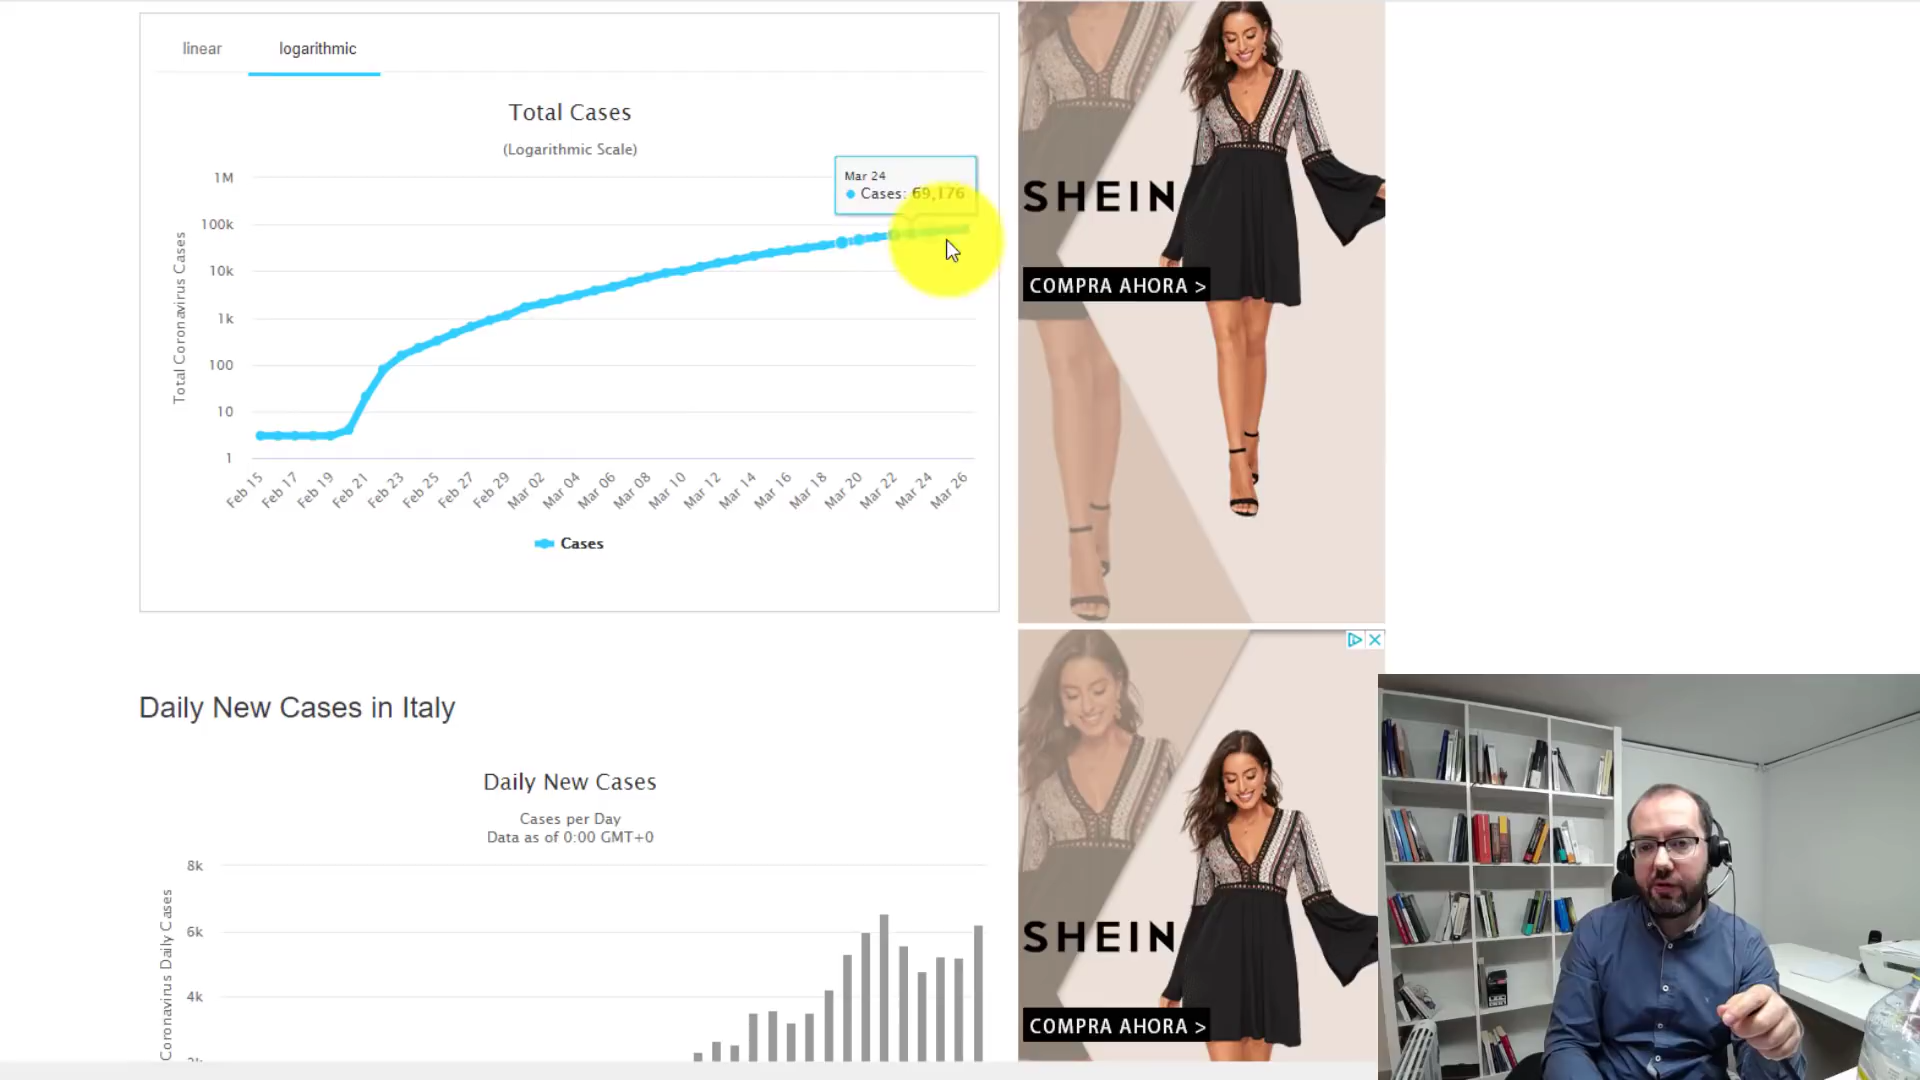 linear
logarithmic
Total Cases
(Logarithmic Scale)
Mar 24
Cases: 69,176
1M
100k
10k
1k
100
10
1
Total Coronavirus Cases
Feb 15
Feb 17
Feb 19
Feb 21
Feb 23
Feb 25
Feb 27
Feb 29
Mar 02
Mar 04
Mar 06
Mar 08
Mar 10
Mar 12
Mar 14
Mar 16
Mar 18
Mar 20
Mar 22
Mar 24
Mar 26
Cases
SHEIN
COMPRA AHORA >
Daily New Cases in Italy
Daily New Cases
Cases per Day
Data as of 0:00 GMT+0
8k
6k
4k
Coronavirus Daily Cases
SHEIN
COMPRA AHORA >